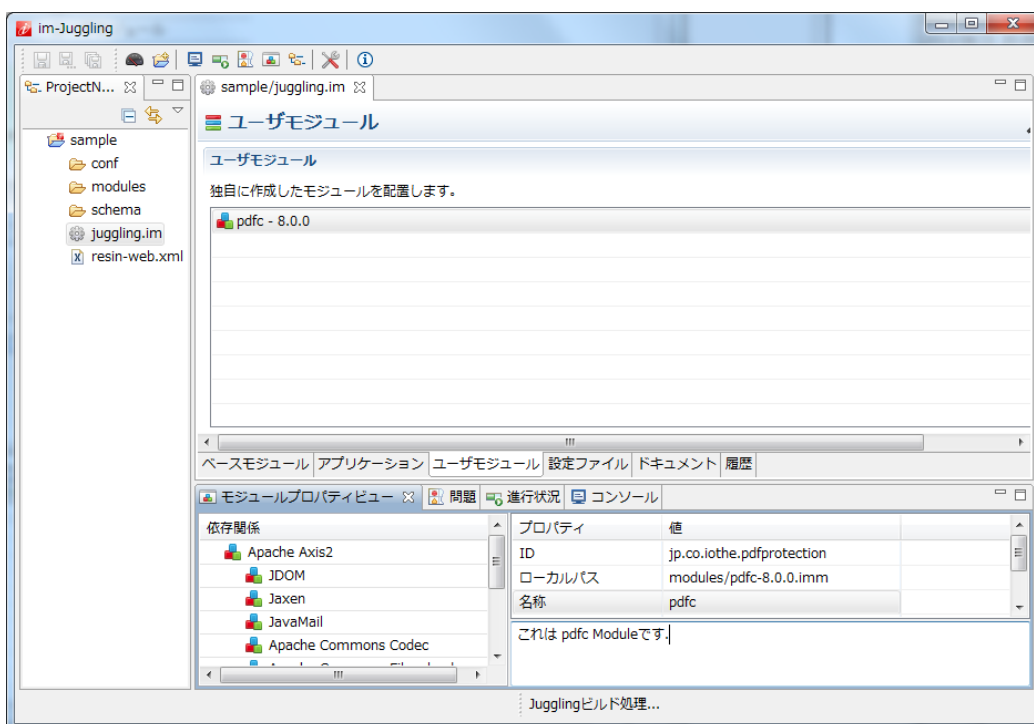 im-Juggling
ProjectN...
sample/juggling.im
sample
conf
modules
schema
juggling.im
resin-web.xml
ユーザモジュール
ユーザモジュール
独自に作成したモジュールを配置します。
pdfc - 8.0.0
ベースモジュール アプリケーション ユーザモジュール 設定ファイル ドキュメント 履歴
モジュールプロパティビュー 問題 進行状況 コンソール
依存関係
Apache Axis2
JDOM
Jaxen
JavaMail
Apache Commons Codec
プロパティ 値
ID jp.co.iothe.pdfprotection
ローカルパス modules/pdfc-8.0.0.imm
名称 pdfc
これは pdfc Moduleです.
Jugglingビルド処理...